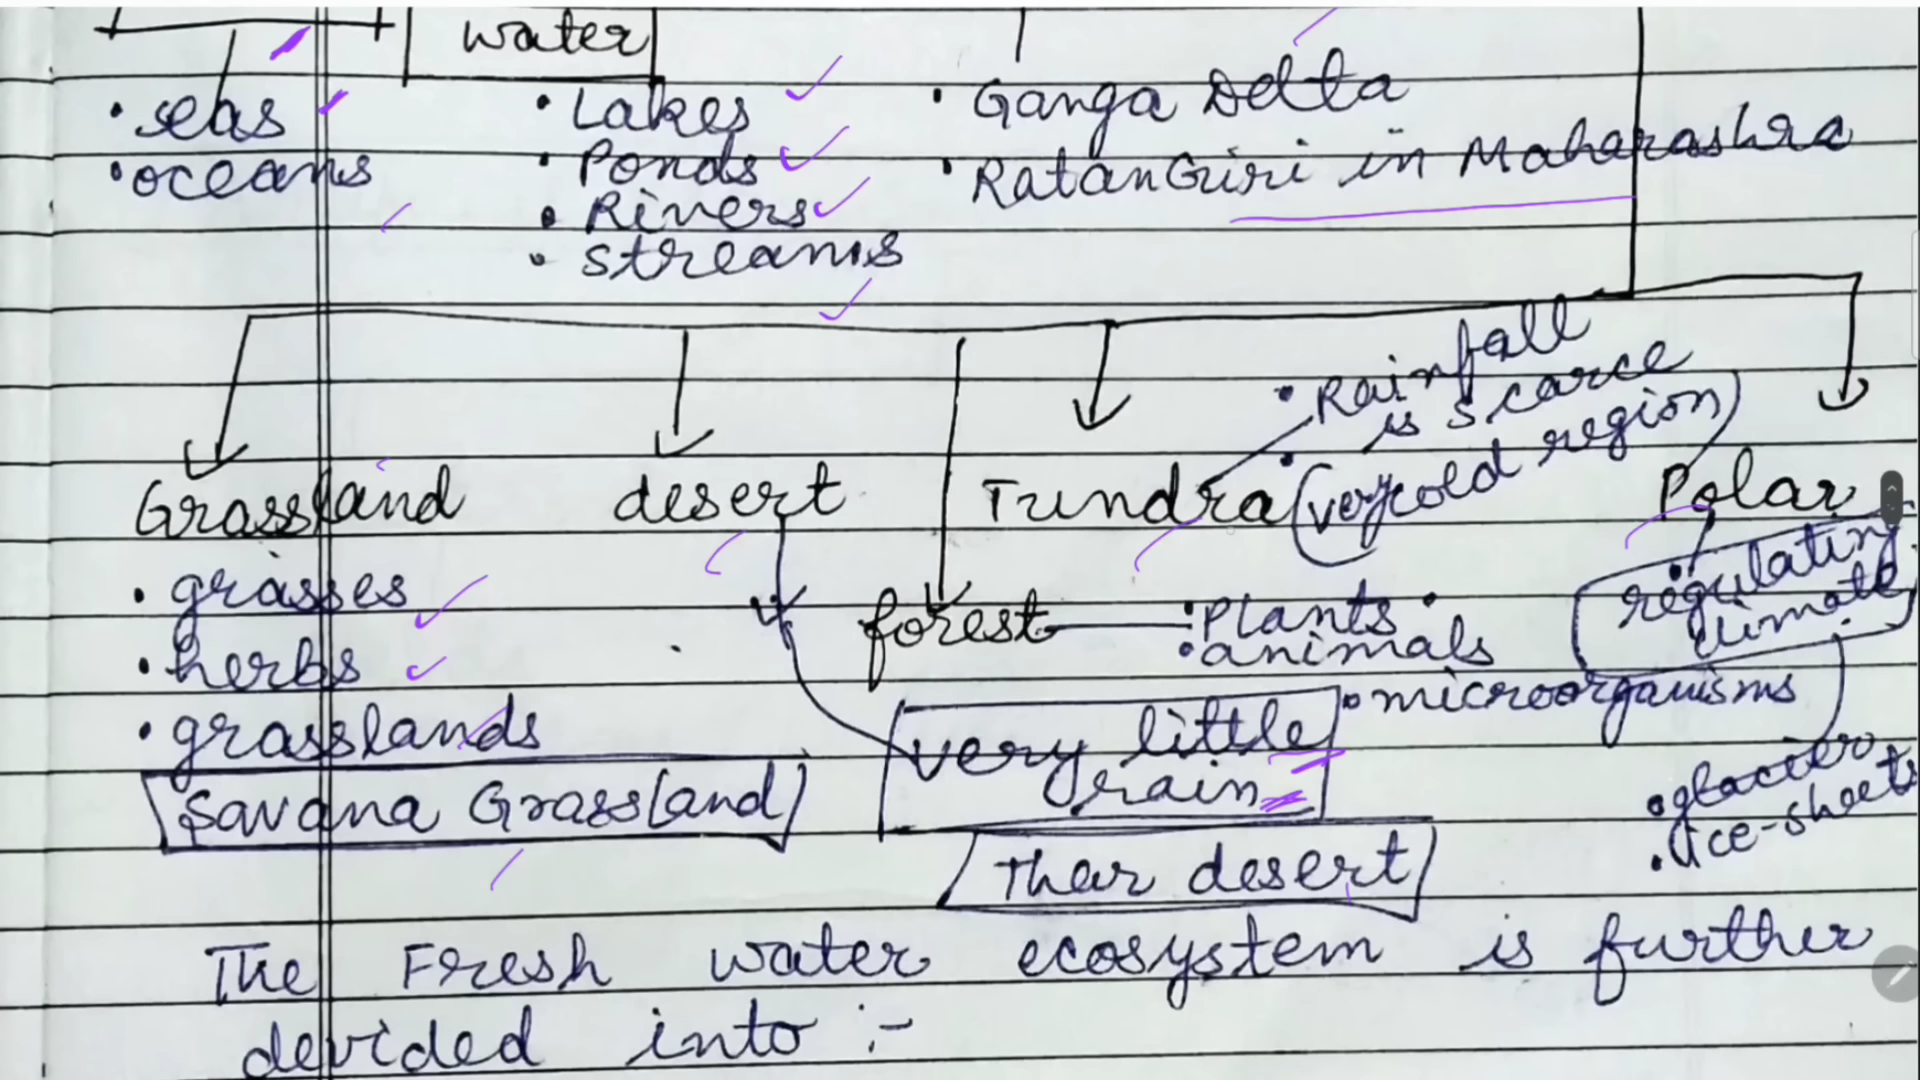 water
• seas
• oceans
• Lakes
• Ponds
• Rivers
• streams
• Ganga Delta
• RatanGiri in Maharashra
Grassland
• grasses
• herbs
• grasslands
Savana Grassland
desert
very little
rain
Thar desert
forest
• Plants
• animals
• microorganisms
Tundra
• Rainfall
is scarce
• (very cold region)
Polar
• regulating
climate
• glacier
• ice-sheets
The Fresh water ecosystem is further
devided into :-